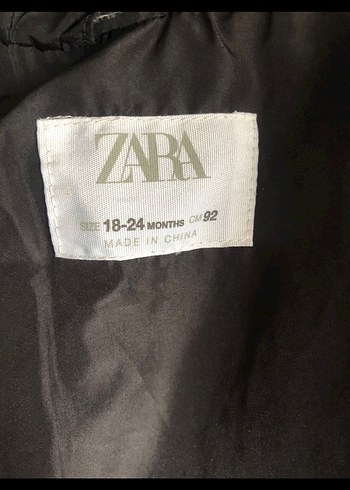 ZARA
SIZE 18-24 MONTHS CM 92
MADE IN CHINA